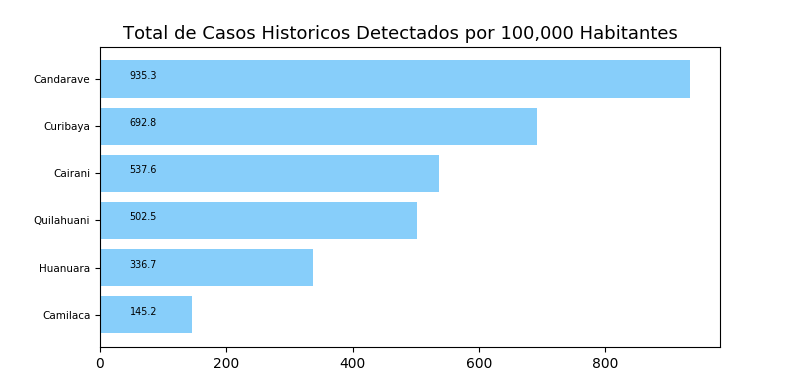 Total de Casos Historicos Detectados por 100,000 Habitantes
Candarave 935.3
Curibaya 692.8
Cairani 537.6
Quilahuani 502.5
Huanuara 336.7
Camilaca 145.2
0 200 400 600 800